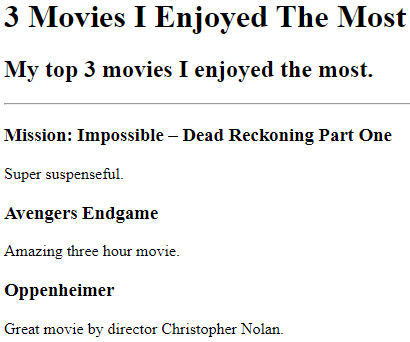 3 Movies I Enjoyed The Most
My top 3 movies I enjoyed the most.
Mission: Impossible – Dead Reckoning Part One
Super suspenseful.
Avengers Endgame
Amazing three hour movie.
Oppenheimer
Great movie by director Christopher Nolan.